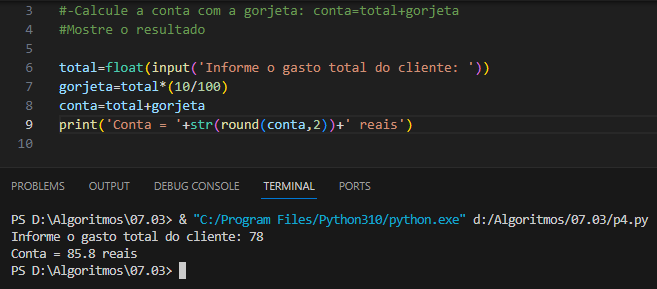 3 #-Calcule a conta com a gorjeta: conta=total+gorjeta
4 #Mostre o resultado
5
6 total=float(input('Informe o gasto total do cliente: '))
7 gorjeta=total*(10/100)
8 conta=total+gorjeta
9 print('Conta = '+str(round(conta,2))+' reais')
10
PROBLEMS OUTPUT DEBUG CONSOLE TERMINAL PORTS
PS D:\Algoritmos\07.03> & "C:/Program Files/Python310/python.exe" d:/Algoritmos/07.03/p4.py
Informe o gasto total do cliente: 78
Conta = 85.8 reais
PS D:\Algoritmos\07.03>